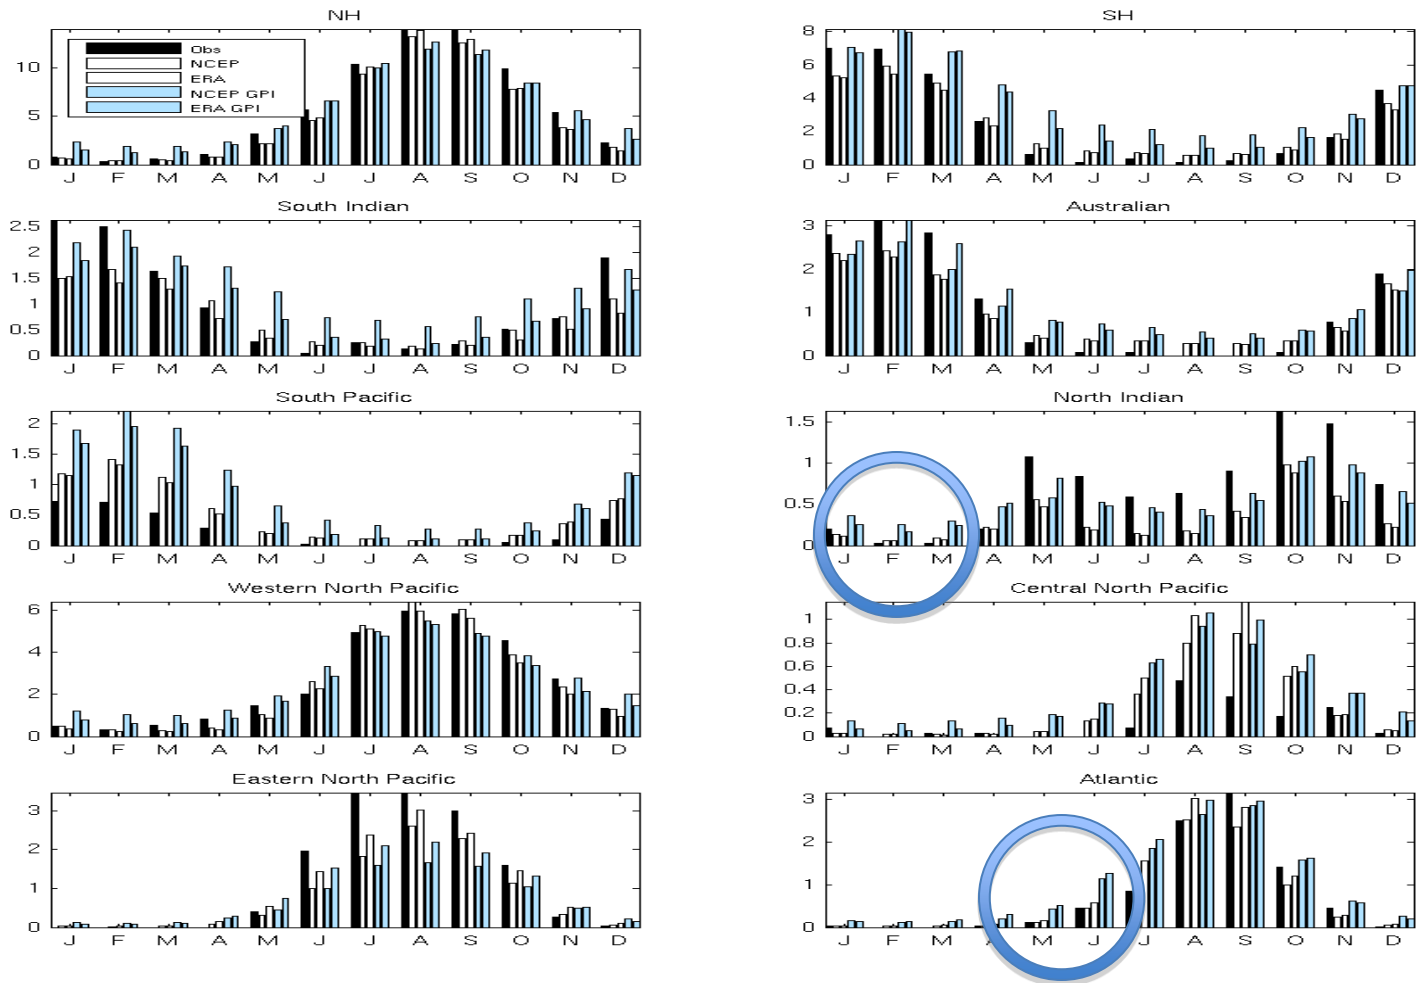 NH
10
5
0
Obs
NCEP
ERA
NCEP GPI
ERA GPI
J F M A M J J A S O N D
SH
8
6
4
2
0
J F M A M J J A S O N D
South Indian
2.5
2
1.5
1
0.5
0
J F M A M J J A S O N D
Australian
3
2
1
0
J F M A M J J A S O N D
South Pacific
2
1.5
1
0.5
0
J F M A M J J A S O N D
North Indian
1.5
1
0.5
0
J F M A M J J A S O N D
Western North Pacific
6
4
2
0
J F M A M J J A S O N D
Central North Pacific
1
0.8
0.6
0.4
0.2
0
J F M A M J J A S O N D
Eastern North Pacific
3
2
1
0
J F M A M J J A S O N D
Atlantic
3
2
1
0
J F M A M J J A S O N D